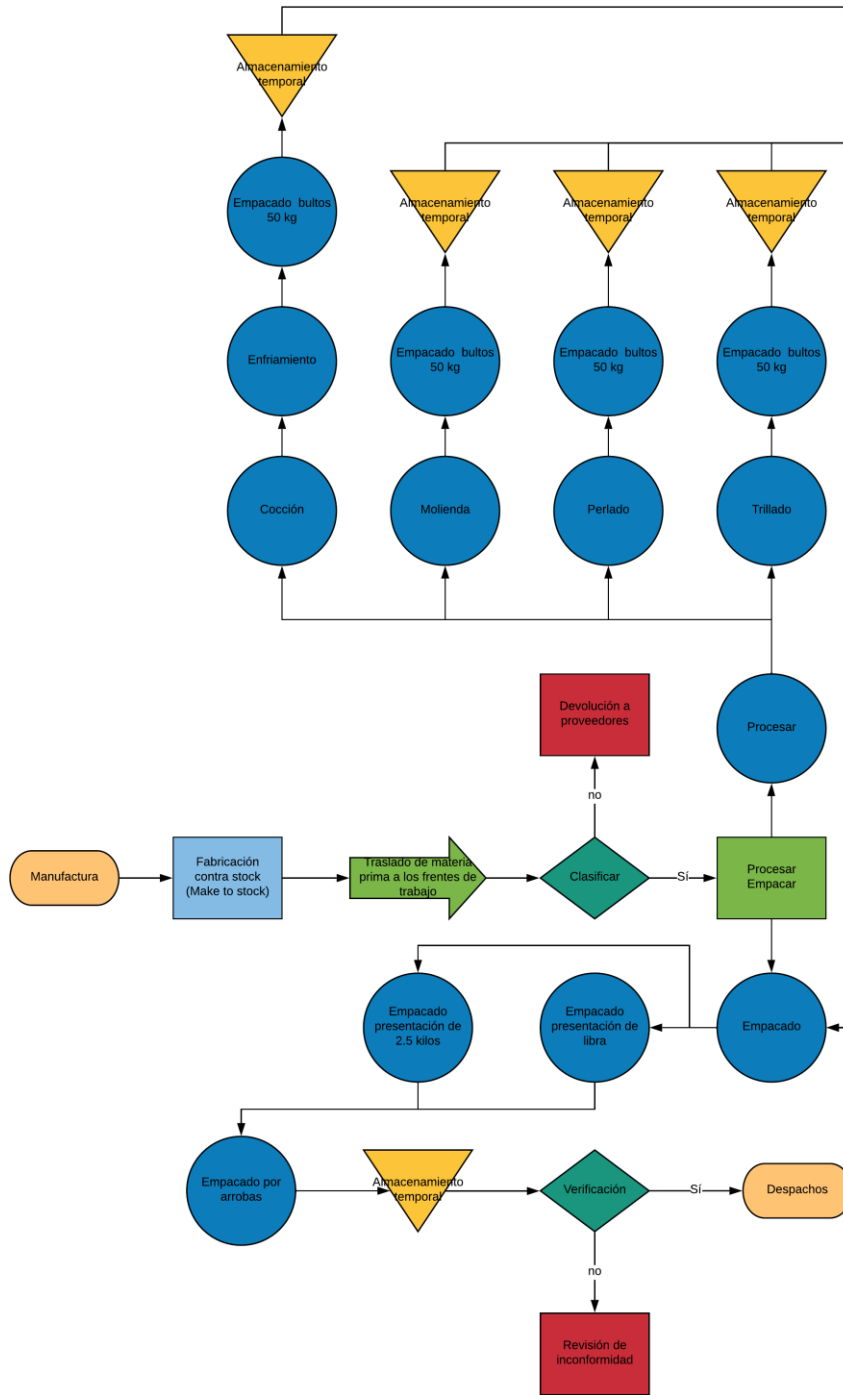 Almacenamiento
temporal
Empacado bultos
50 kg
Almacenamiento
temporal
Almacenamiento
temporal
Almacenamiento
temporal
Enfriamiento
Empacado bultos
50 kg
Empacado bultos
50 kg
Empacado bultos
50 kg
Cocción
Molienda
Perlado
Trillado
Devolución a
proveedores
Procesar
no
Manufactura
Fabricación
contra stock
(Make to stock)
Traslado de materia
prima a los frentes de
trabajo
Clasificar
Sí
Procesar
Empacar
Empacado
presentación de
2.5 kilos
Empacado
presentación de
libra
Empacado
Empacado por
arrobas
Almacenamiento
temporal
Verificación
Sí
Despachos
no
Revisión de
inconformidad